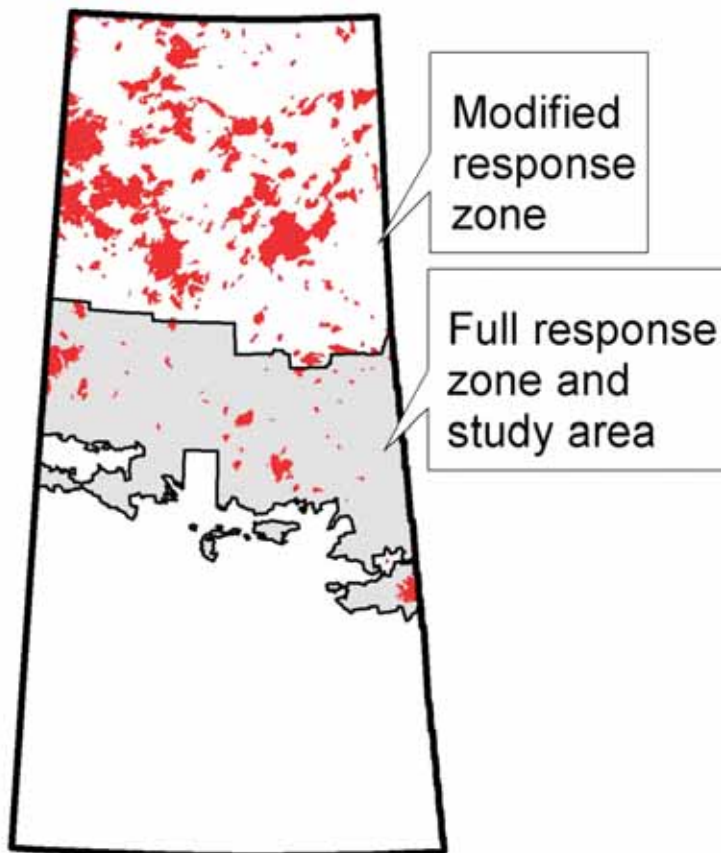 Modified
response
zone
Full response
zone and
study area